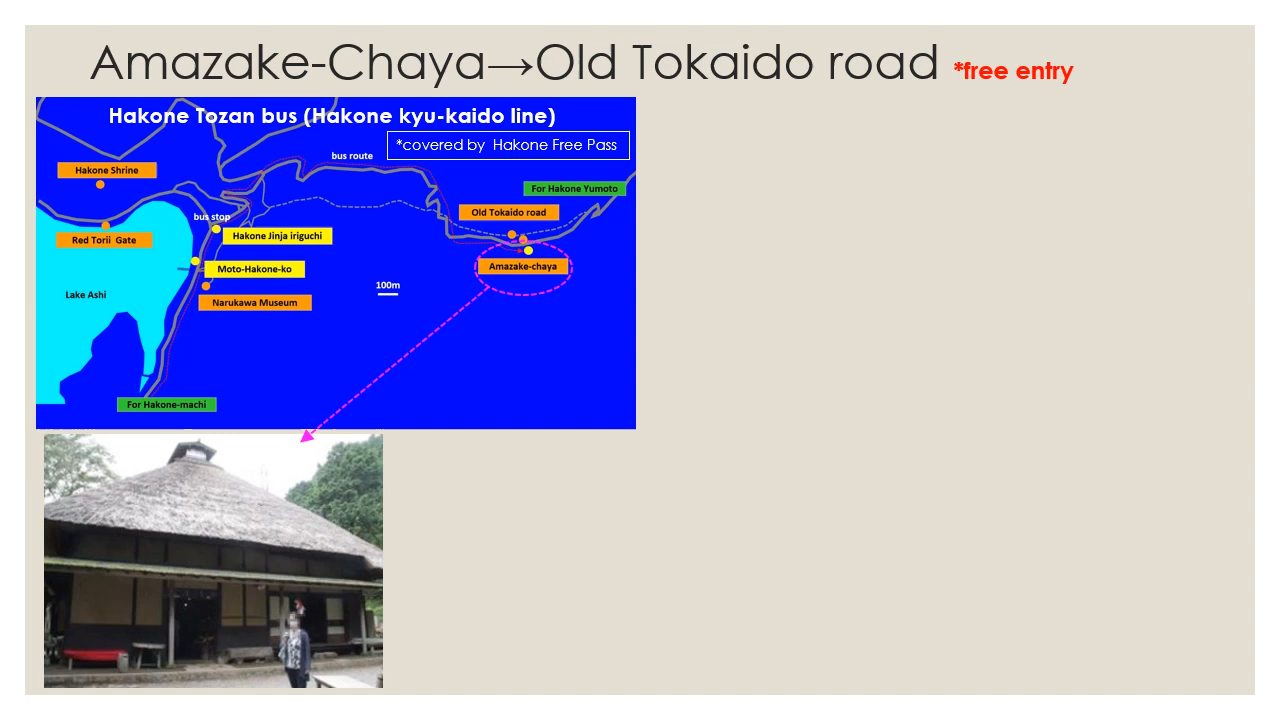 Amazake-Chaya→Old Tokaido road *free entry
Hakone Tozan bus (Hakone kyu-kaido line)
*covered by Hakone Free Pass
bus route
Hakone Shrine
For Hakone Yumoto
Old Tokaido road
bus stop
Hakone Jinja iriguchi
Red Torii Gate
Amazake-chaya
Moto-Hakone-ko
100m
Lake Ashi
Narukawa Museum
For Hakone-machi